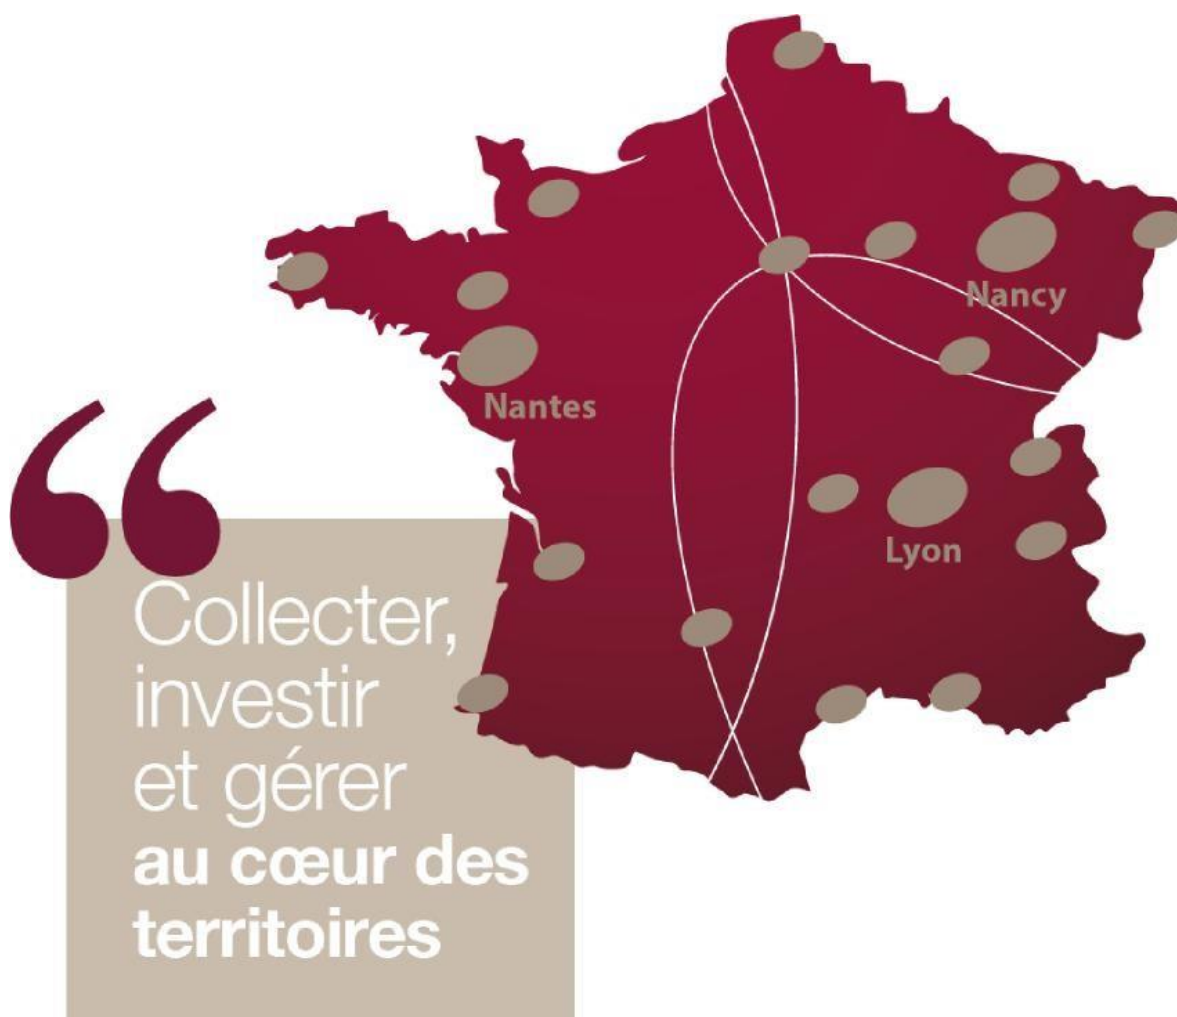 Nancy
Nantes
Lyon
“
Collecter,
investir
et gérer
au cœur des
territoires